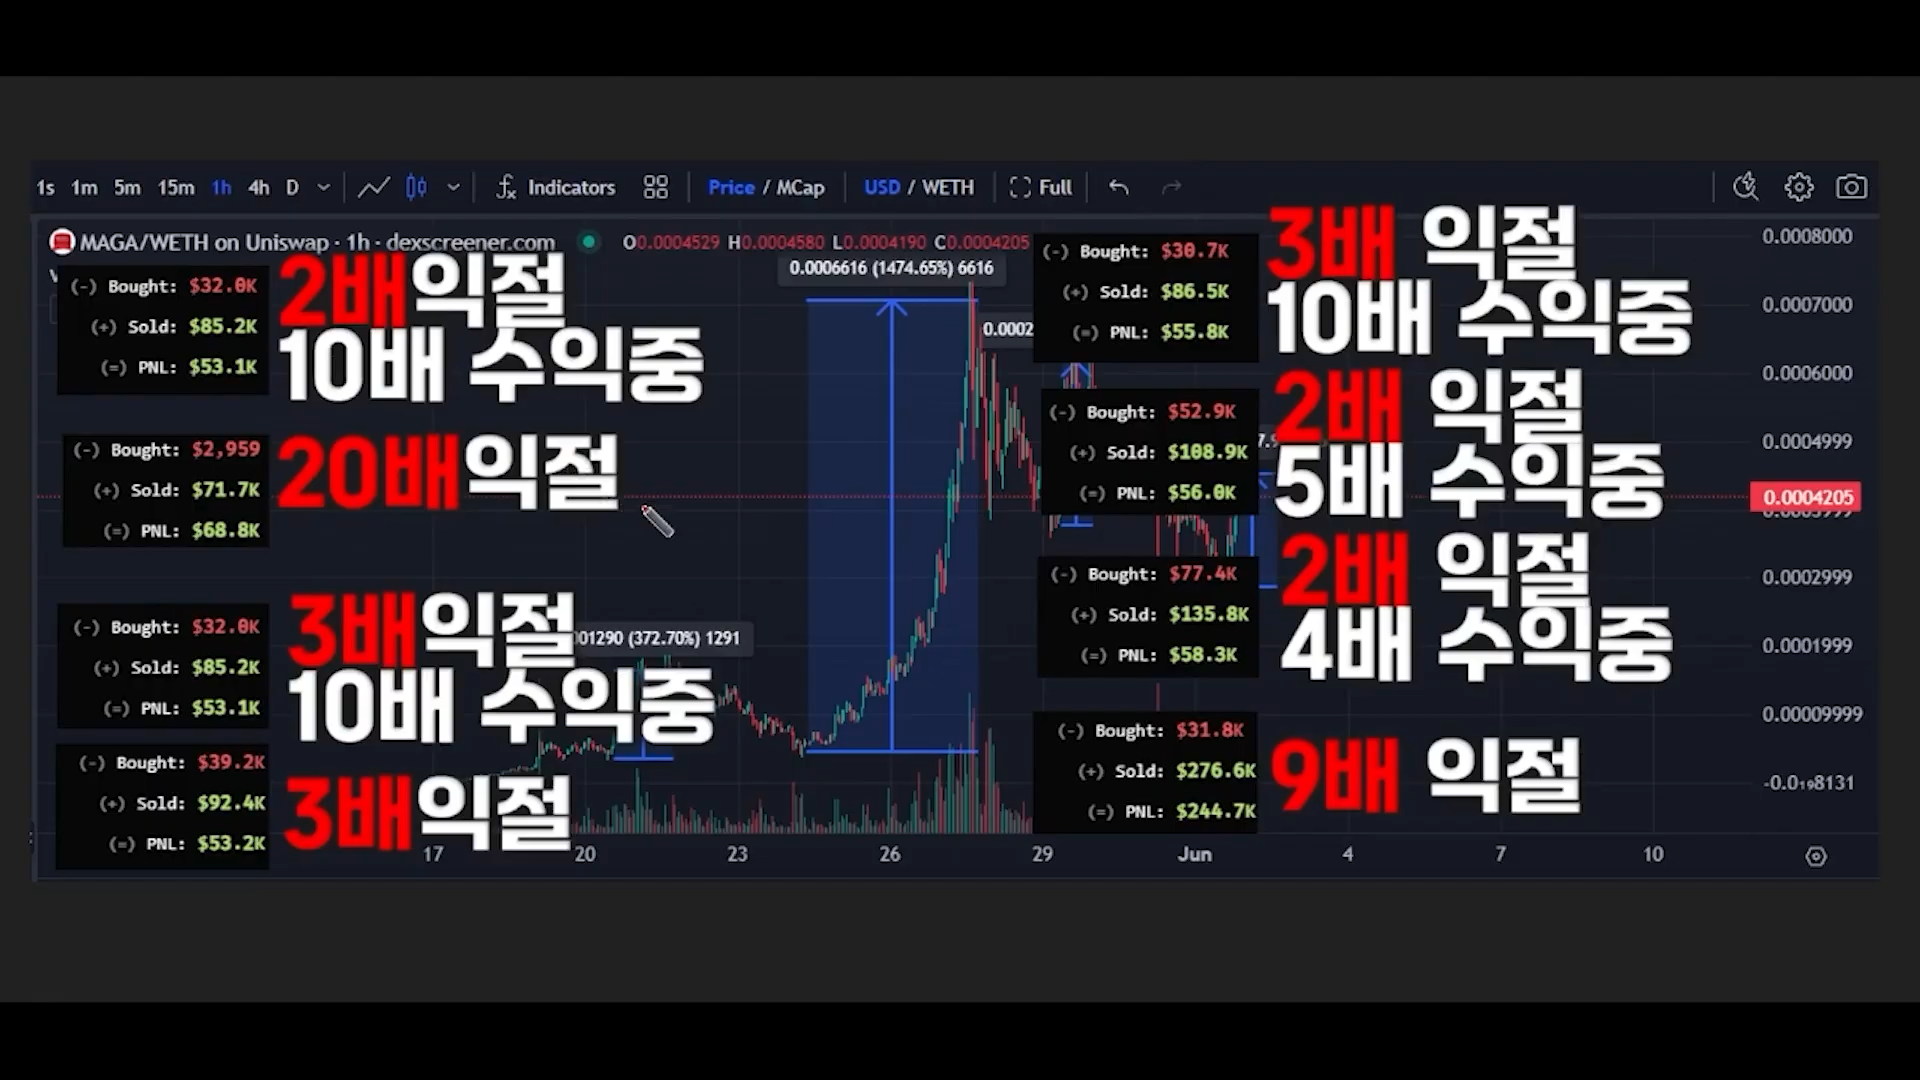 1s 1m 5m 15m 1h 4h D Indicators Price / MCap USD / WETH Full
MAGA/WETH on Uniswap · 1h · dexscreener.com O0.0004529 H0.0004580 L0.0004190 C0.0004205
0.0006616 (1474.65%) 6616
(-) Bought: $32.0K
(+) Sold: $85.2K
(=) PNL: $53.1K
2배익절
10배 수익중
(-) Bought: $2,959
(+) Sold: $71.7K
(=) PNL: $68.8K
20배익절
(-) Bought: $32.0K
(+) Sold: $85.2K
(=) PNL: $53.1K
3배익절
10배 수익중
001290 (372.70%) 1291
(-) Bought: $39.2K
(+) Sold: $92.4K
(=) PNL: $53.2K
3배익절
0.0002
(-) Bought: $30.7K
(+) Sold: $86.5K
(=) PNL: $55.8K
3배 익절
10배 수익중
(-) Bought: $52.9K
(+) Sold: $108.9K
(=) PNL: $56.0K
2배 익절
5배 수익중
(-) Bought: $77.4K
(+) Sold: $135.8K
(=) PNL: $58.3K
2배 익절
4배 수익중
(-) Bought: $31.8K
(+) Sold: $276.6K
(=) PNL: $244.7K
9배 익절
0.0008000
0.0007000
0.0006000
0.0004999
0.0004205
0.0002999
0.0001999
0.00009999
-0.0₁₉8131
17 20 23 26 29 Jun 4 7 10